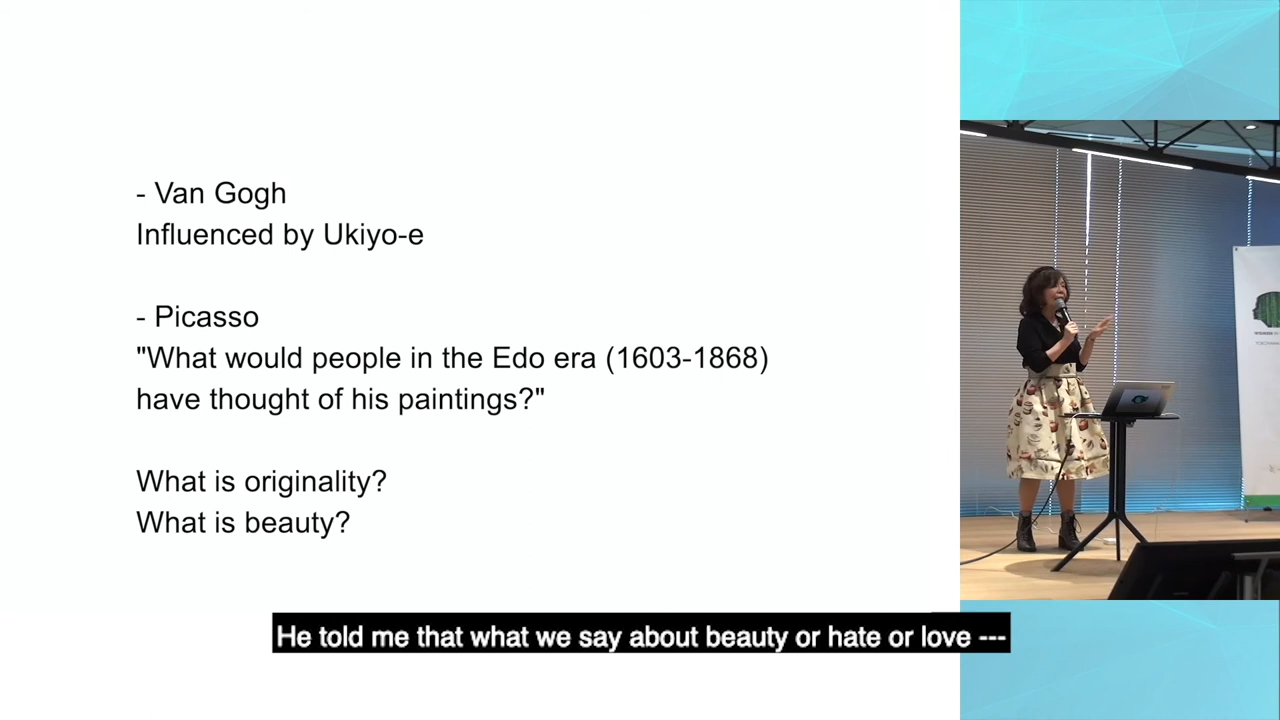 - Van Gogh
Influenced by Ukiyo-e
- Picasso
"What would people in the Edo era (1603-1868)
have thought of his paintings?"
What is originality?
What is beauty?
He told me that what we say about beauty or hate or love ---